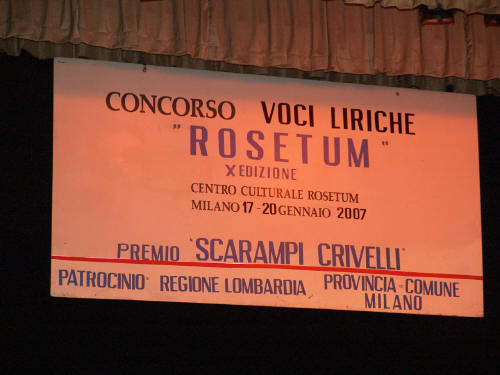 CONCORSO VOCI LIRICHE
"ROSETUM"
X EDIZIONE
CENTRO CULTURALE ROSETUM
MILANO 17-20 GENNAIO 2007
PREMIO "SCARAMPI CRIVELLI"
PATROCINIO REGIONE LOMBARDIA PROVINCIA-COMUNE
MILANO